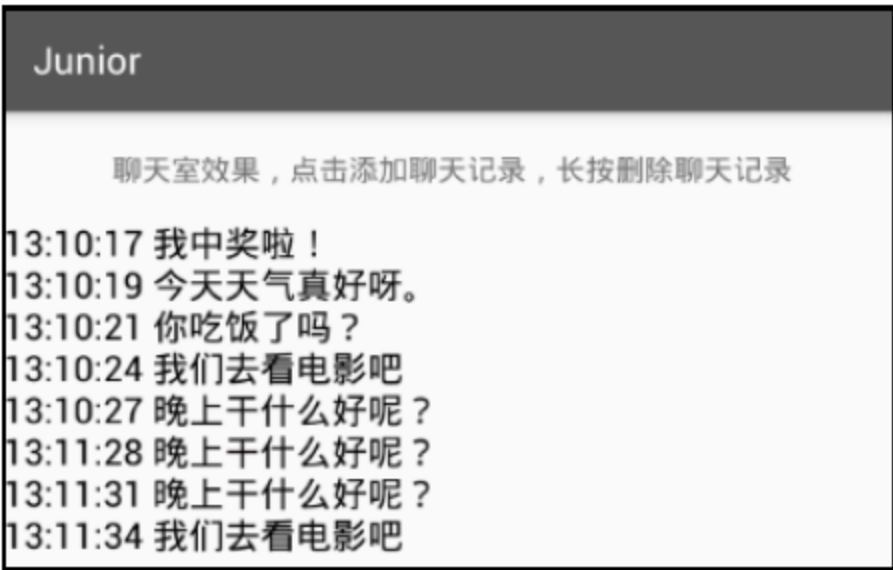 Junior
聊天室效果，点击添加聊天记录，长按删除聊天记录
13:10:17 我中奖啦！
13:10:19 今天天气真好呀。
13:10:21 你吃饭了吗？
13:10:24 我们去看电影吧
13:10:27 晚上干什么好呢？
13:11:28 晚上干什么好呢？
13:11:31 晚上干什么好呢？
13:11:34 我们去看电影吧